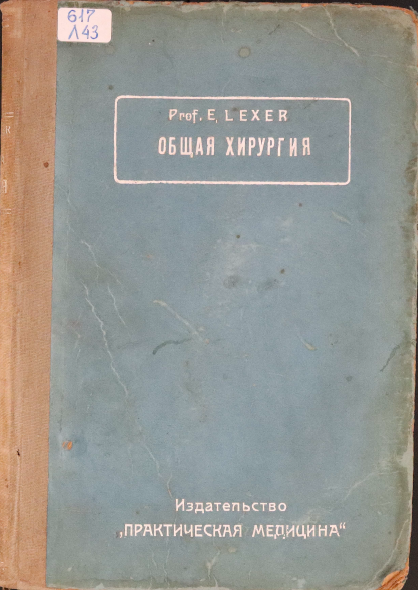 617
Л43
Prof. E. LEXER
ОБЩАЯ ХИРУРГИЯ
Издательство
„ПРАКТИЧЕСКАЯ МЕДИЦИНА“